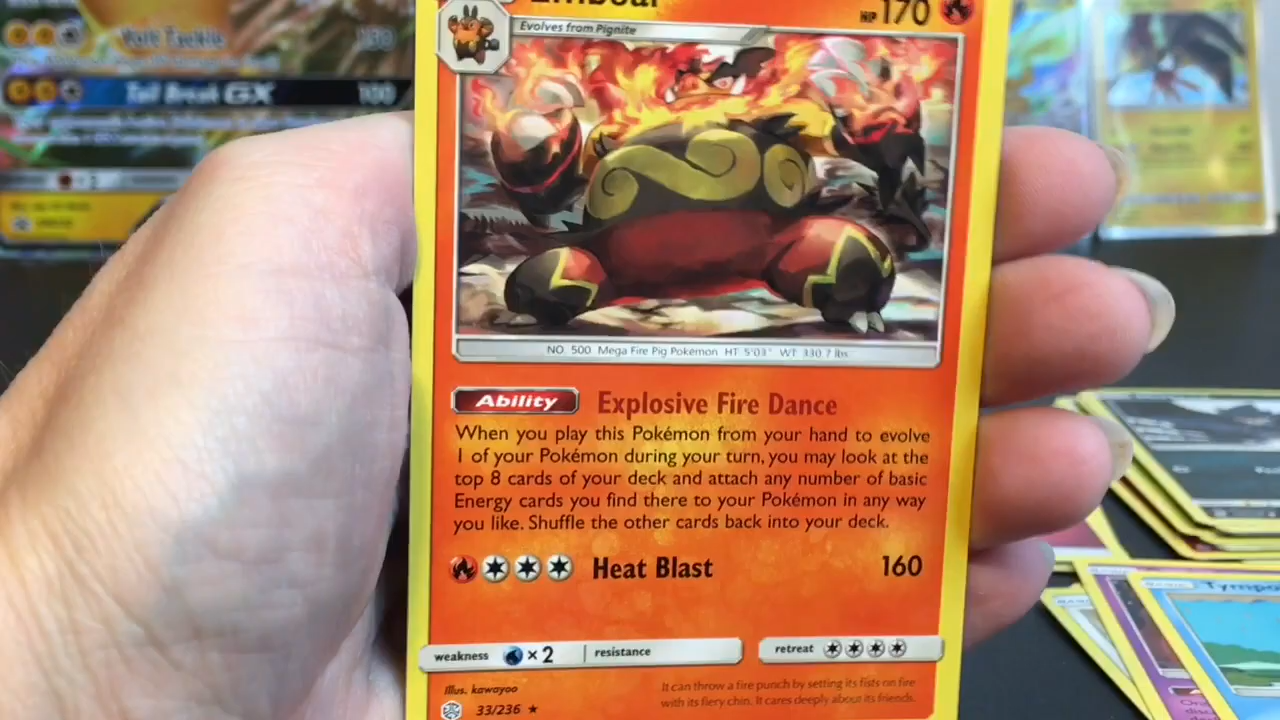 Emboar
HP 170
Evolves from Pignite
NO. 500 Mega Fire Pig Pokémon HT: 5'03" WT: 330.7 lbs
Ability Explosive Fire Dance
When you play this Pokémon from your hand to evolve
1 of your Pokémon during your turn, you may look at the
top 8 cards of your deck and attach any number of basic
Energy cards you find there to your Pokémon in any way
you like. Shuffle the other cards back into your deck.
Heat Blast 160
weakness ×2 resistance
retreat
Illus. kawayoo
33/236
It can throw a fire punch by setting its fists on fire
with its fiery chin. It cares deeply about its friends.
Volt Tackle
Tail Break GX 100
Tympo